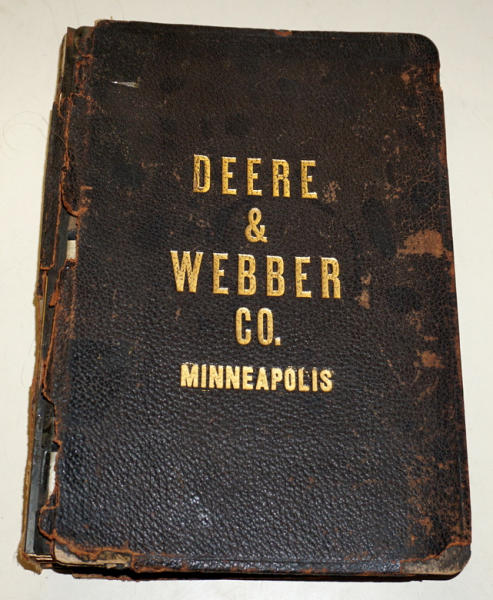 DEERE
&
WEBBER
CO.
MINNEAPOLIS